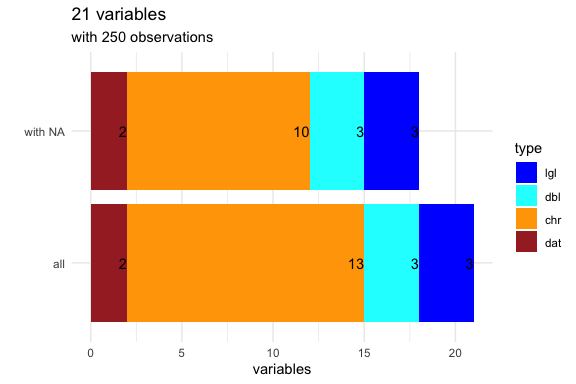 21 variables
with 250 observations
with NA
2 10 3 3
all
2 13 3 3
0 5 10 15 20
variables
type
lgl
dbl
chr
dat